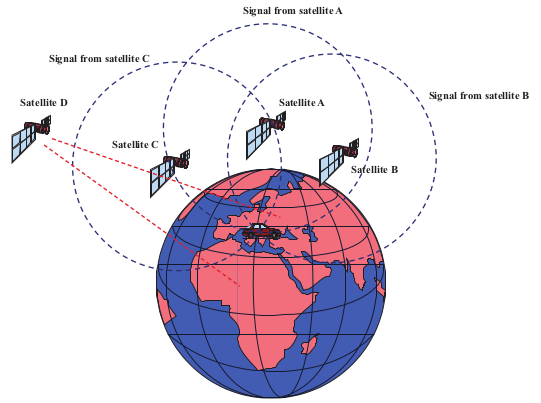 Signal from satellite A
Signal from satellite C
Signal from satellite B
Satellite D
Satellite A
Satellite C
Satellite B